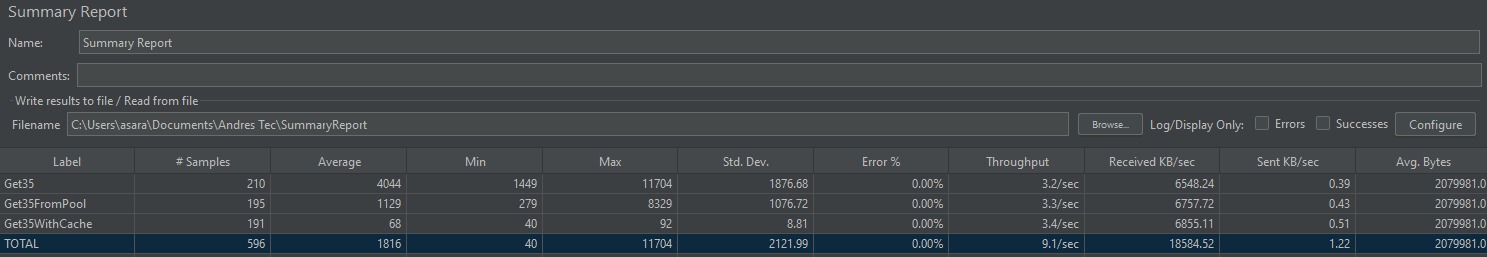 Summary Report
Name: Summary Report
Comments:
Write results to file / Read from file
Filename C:\Users\asara\Documents\Andres Tec\SummaryReport Browse... Log/Display Only: Errors Successes Configure
Label # Samples Average Min Max Std. Dev. Error % Throughput Received KB/sec Sent KB/sec Avg. Bytes
Get35 210 4044 1449 11704 1876.68 0.00% 3.2/sec 6548.24 0.39 2079981.0
Get35FromPool 195 1129 279 8329 1076.72 0.00% 3.3/sec 6757.72 0.43 2079981.0
Get35WithCache 191 68 40 92 8.81 0.00% 3.4/sec 6855.11 0.51 2079981.0
TOTAL 596 1816 40 11704 2121.99 0.00% 9.1/sec 18584.52 1.22 2079981.0